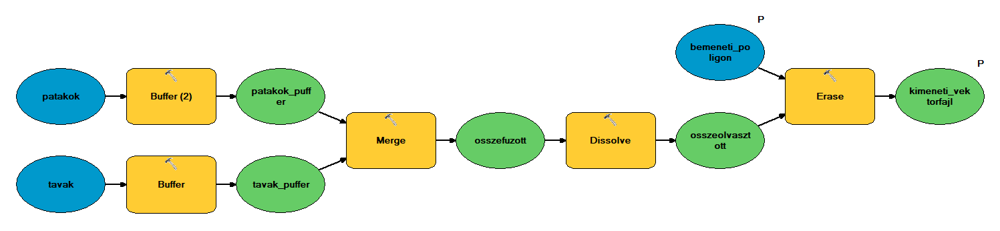 P
bemeneti_po
ligon
P
patakok
Buffer (2)
patakok_puff
er
Erase
kimeneti_vek
torfajl
Merge
osszefuzott
Dissolve
osszeolvaszt
ott
tavak
Buffer
tavak_puffer